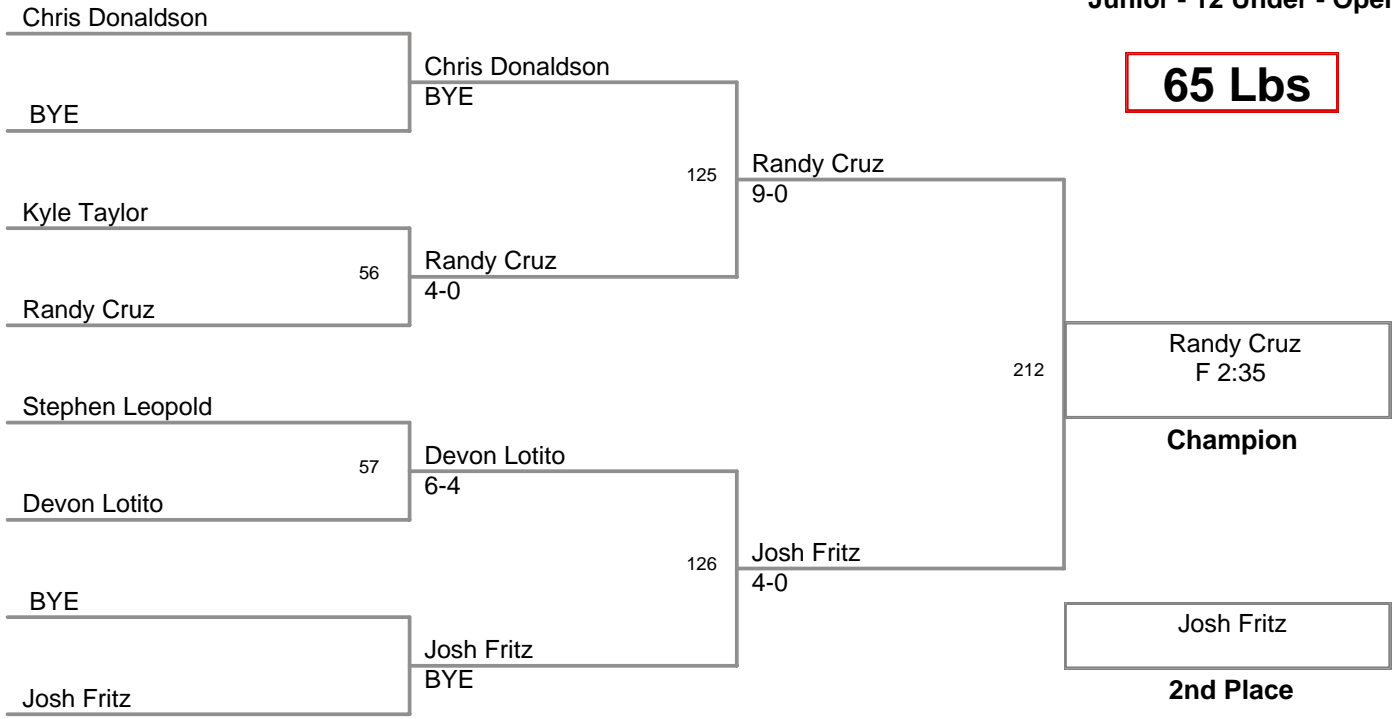 Junior - 12 Under -
65 Lbs
Chris Donaldson
BYE
Kyle Taylor
56
Randy Cruz
Stephen Leopold
57
Devon Lotito
BYE
Josh Fritz
Chris Donaldson
BYE
125
Randy Cruz
4-0
Devon Lotito
6-4
126
Josh Fritz
BYE
Randy Cruz
9-0
212
Josh Fritz
4-0
Randy Cruz
F 2:35
Champion
Josh Fritz
2nd Place